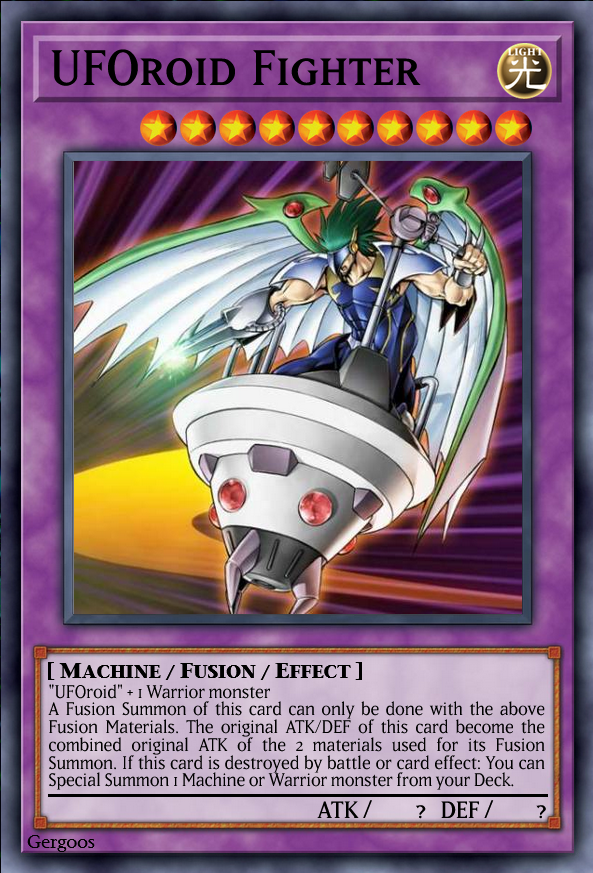 UFOroid Fighter
LIGHT
光
[ Machine / Fusion / Effect ]
"UFOroid" + 1 Warrior monster
A Fusion Summon of this card can only be done with the above
Fusion Materials. The original ATK/DEF of this card become the
combined original ATK of the 2 materials used for its Fusion
Summon. If this card is destroyed by battle or card effect: You can
Special Summon 1 Machine or Warrior monster from your Deck.
ATK / ? DEF / ?
Gergoos